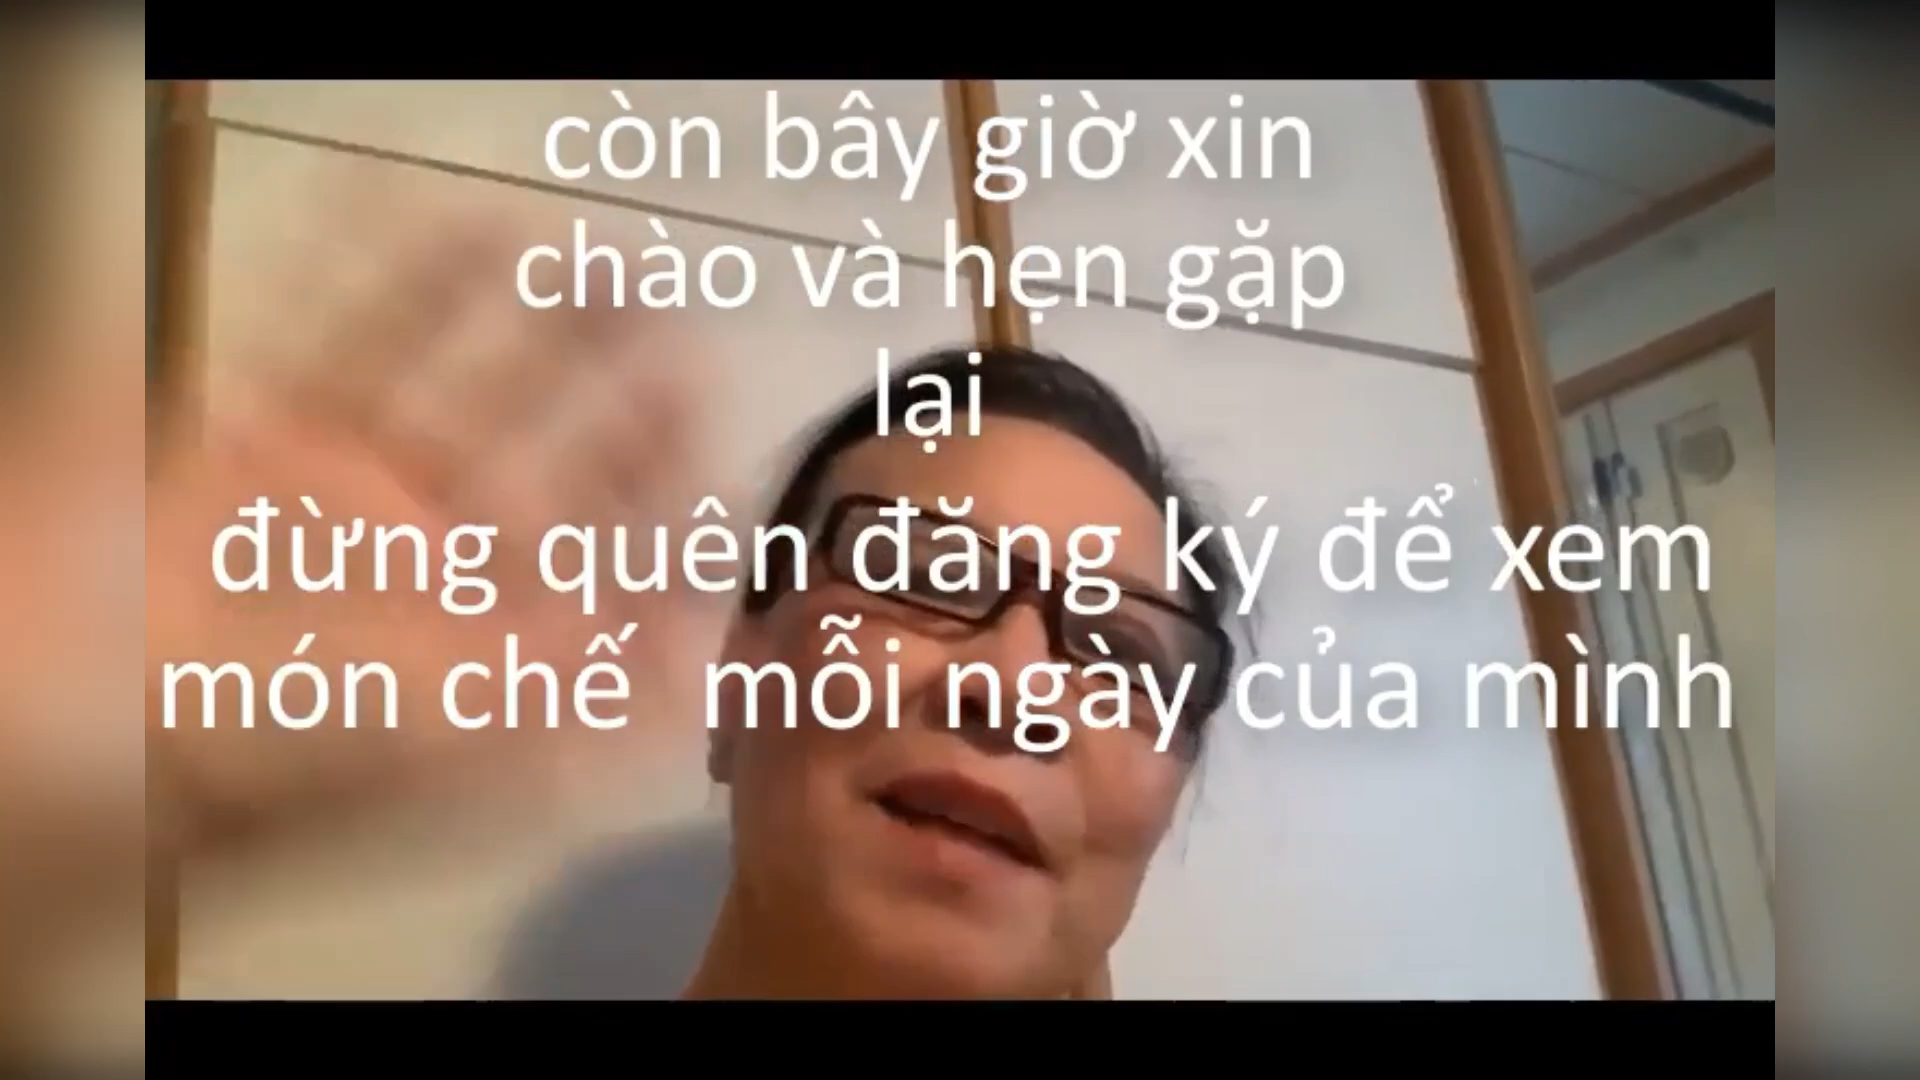 còn bây giờ xin
chào và hẹn gặp
lại
đừng quên đăng ký để xem
món chế mỗi ngày của mình